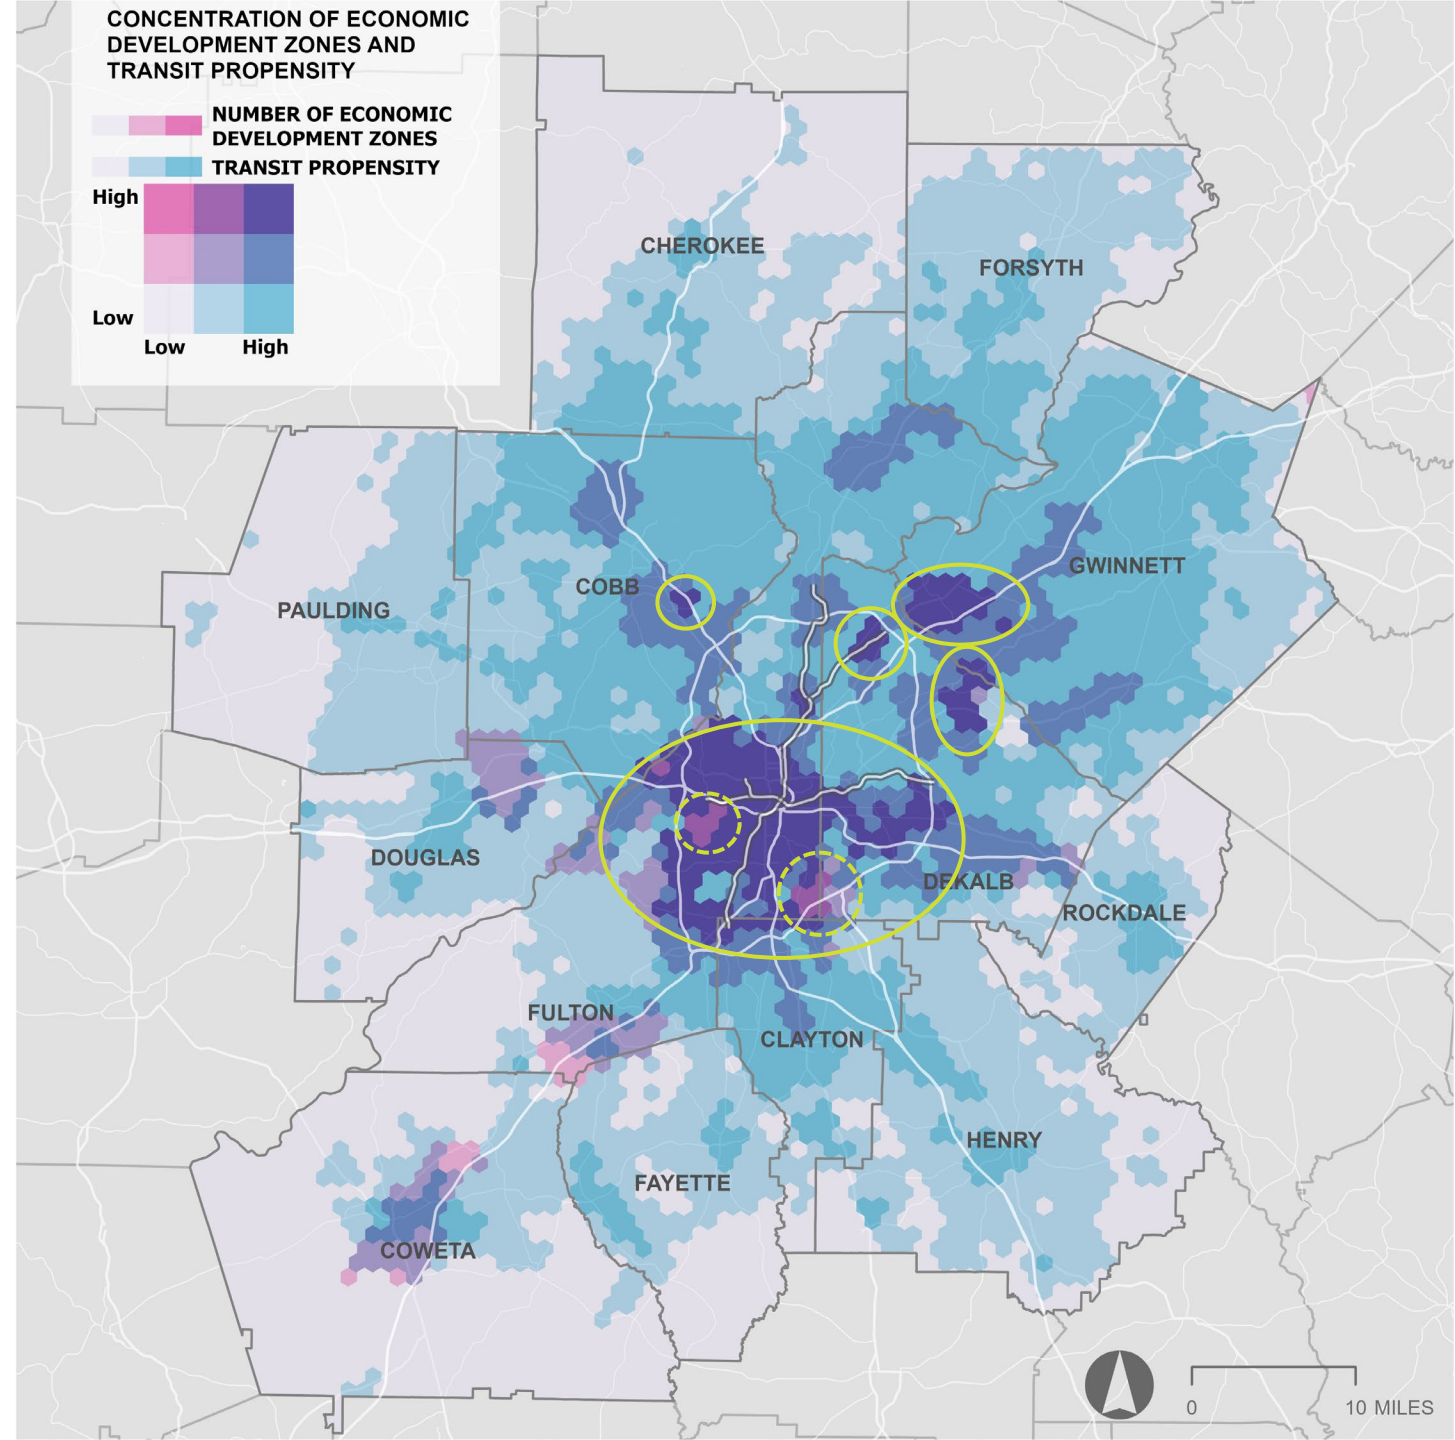 CONCENTRATION OF ECONOMIC
DEVELOPMENT ZONES AND
TRANSIT PROPENSITY
NUMBER OF ECONOMIC
DEVELOPMENT ZONES
TRANSIT PROPENSITY
High
Low
Low High
CHEROKEE
FORSYTH
COBB
GWINNETT
PAULDING
DOUGLAS
DEKALB
ROCKDALE
FULTON
CLAYTON
HENRY
FAYETTE
COWETA
0 10 MILES